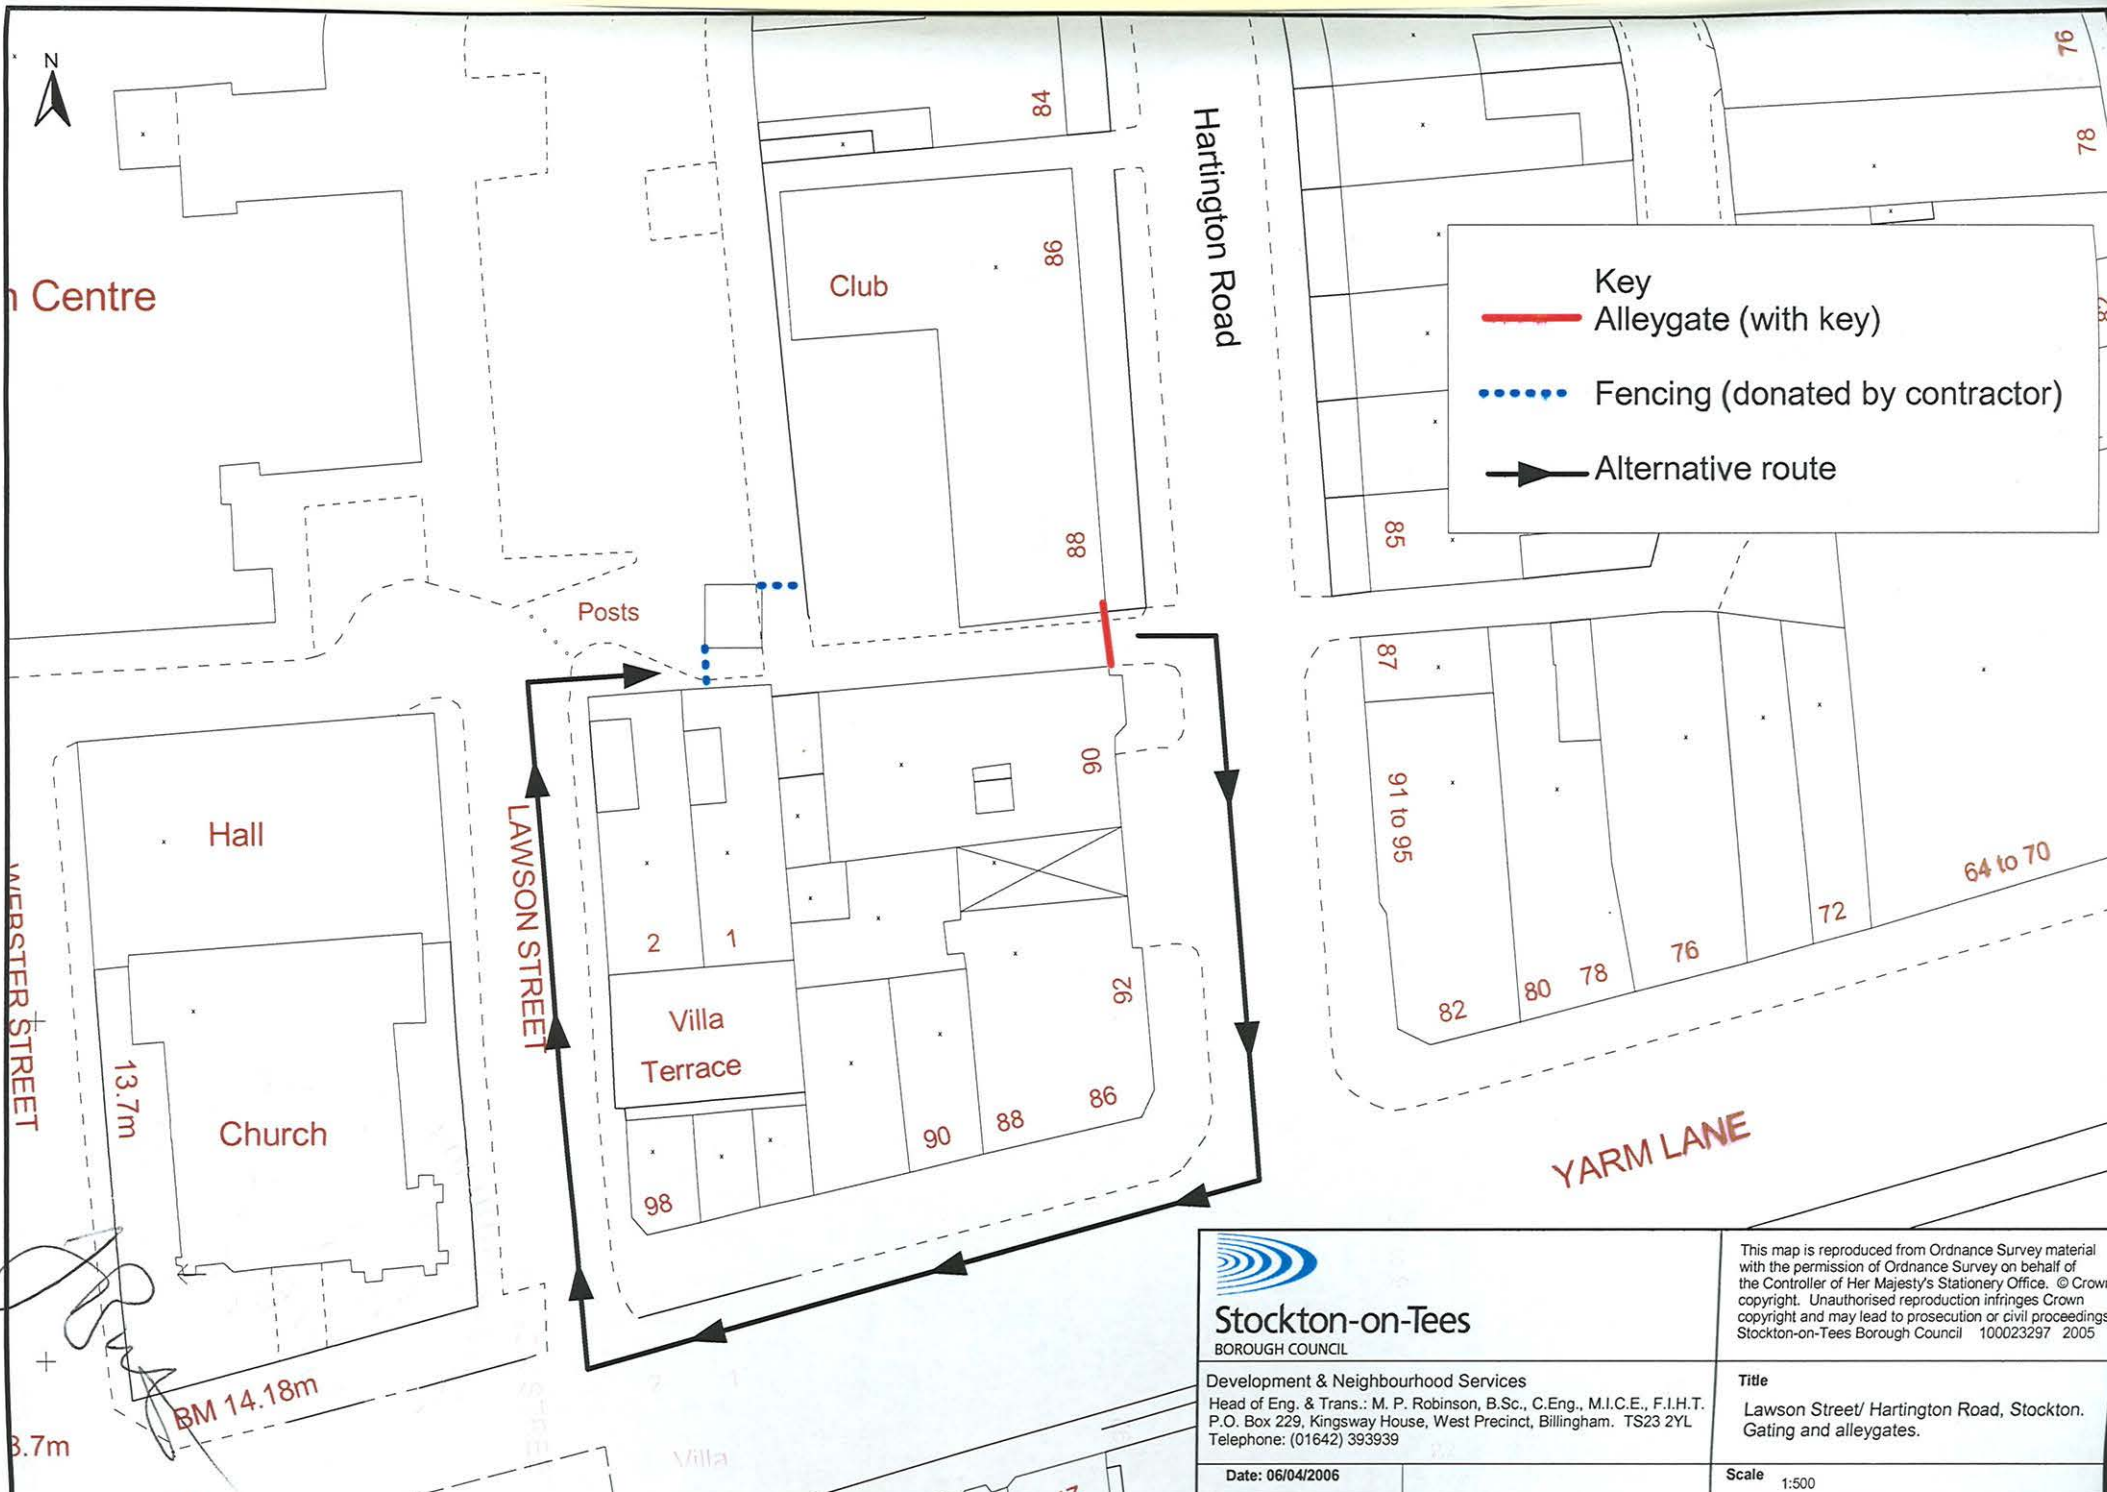 N
Centre
Club
84
86
88
Hartington Road
76
78
Key
Alleygate (with key)
Fencing (donated by contractor)
Alternative route
85
Posts
87
91 to 95
90
Hall
LAWSON STREET
WEBSTER STREET
2
1
Villa
Terrace
92
82
80
78
76
72
64 to 70
13.7m
Church
98
90
88
86
YARM LANE
BM 14.18m
3.7m
Villa
Stockton-on-Tees
BOROUGH COUNCIL
This map is reproduced from Ordnance Survey material
with the permission of Ordnance Survey on behalf of
the Controller of Her Majesty's Stationery Office. © Crown
copyright. Unauthorised reproduction infringes Crown
copyright and may lead to prosecution or civil proceedings
Stockton-on-Tees Borough Council 100023297 2005
Development & Neighbourhood Services
Head of Eng. & Trans.: M. P. Robinson, B.Sc., C.Eng., M.I.C.E., F.I.H.T.
P.O. Box 229, Kingsway House, West Precinct, Billingham. TS23 2YL
Telephone: (01642) 393939
Title
Lawson Street/ Hartington Road, Stockton.
Gating and alleygates.
Date: 06/04/2006
Scale 1:500